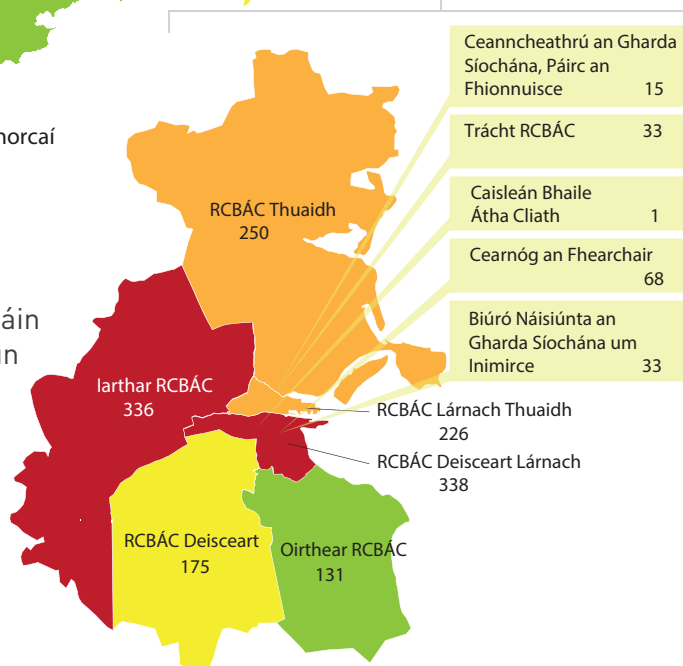 Ceanncheathrú an Gharda
Síochána, Páirc an
Fhionnuisce 15
Trácht RCBÁC 33
Caisleán Bhaile
Átha Cliath 1
Cearnóg an Fhearchair
68
Biúró Náisiúnta an
Gharda Síochána um
Inimirce 33
RCBÁC Thuaidh
250
Iarthar RCBÁC
336
RCBÁC Lárnach Thuaidh
226
RCBÁC Deisceart Lárnach
338
RCBÁC Deisceart
175
Oirthear RCBÁC
131